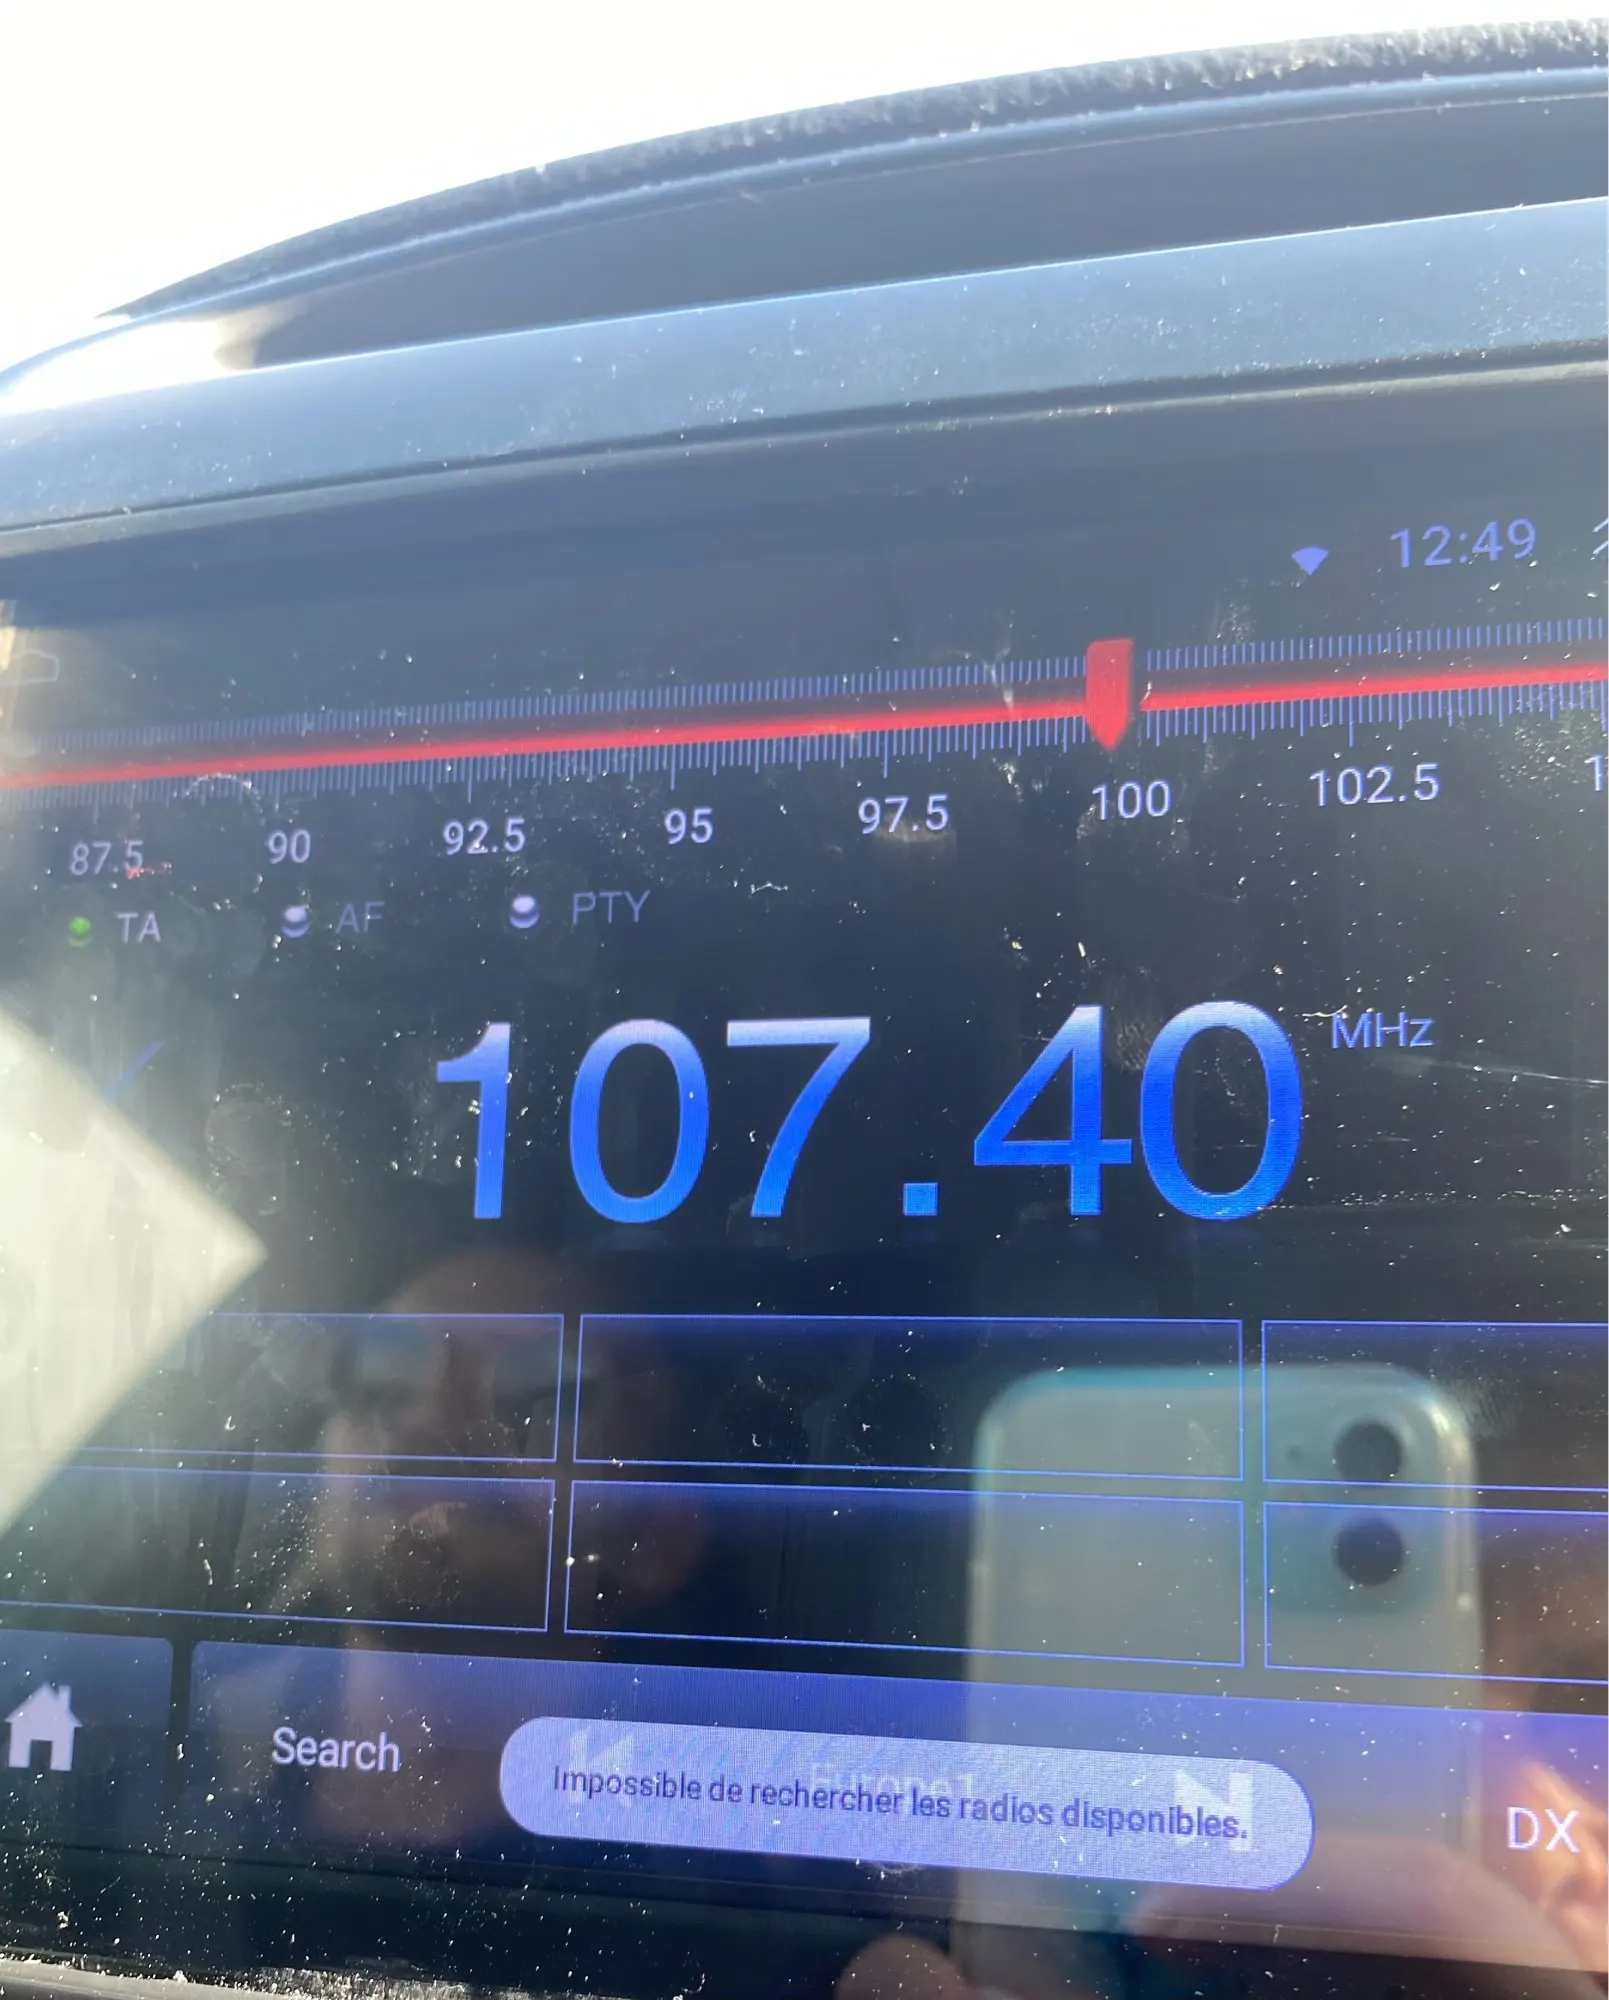 12:49
87.5 90 92.5 95 97.5 100 102.5
TA AF PTY
107.40 MHz
Search
Impossible de rechercher les radios disponibles.
DX